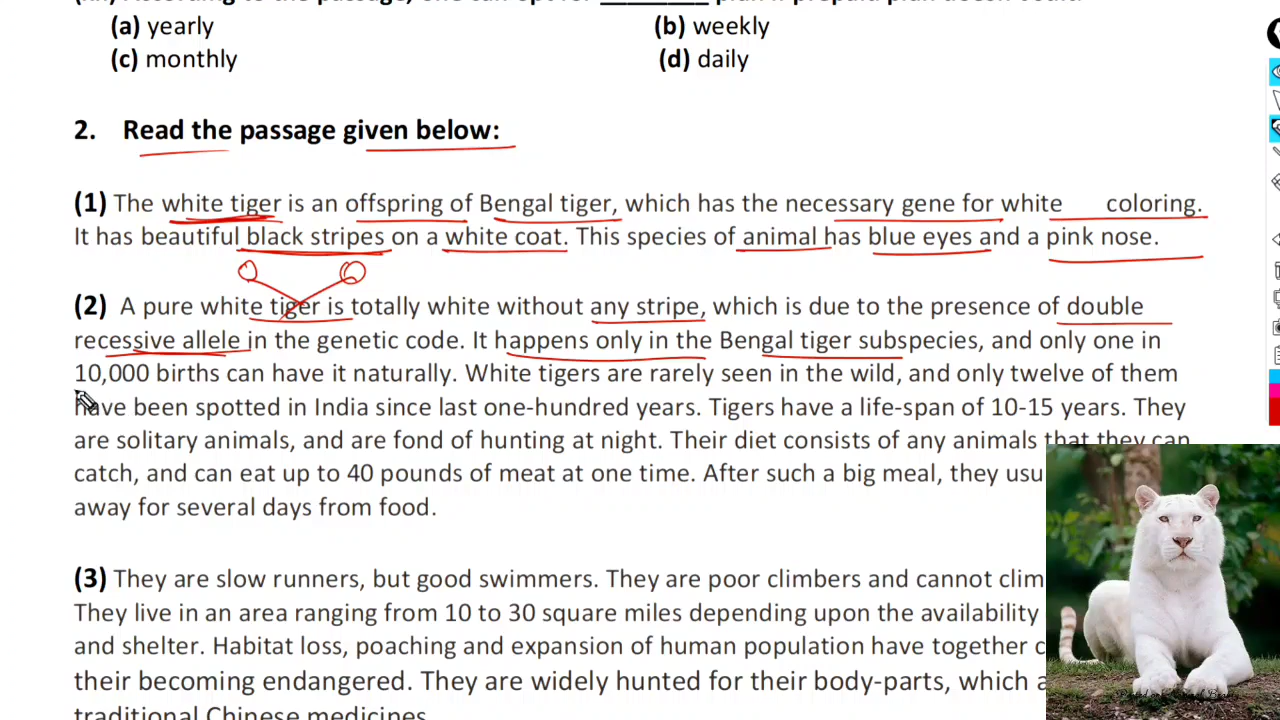 (a) yearly (b) weekly
(c) monthly (d) daily
2. Read the passage given below:
(1) The white tiger is an offspring of Bengal tiger, which has the necessary gene for white coloring.
It has beautiful black stripes on a white coat. This species of animal has blue eyes and a pink nose.
(2) A pure white tiger is totally white without any stripe, which is due to the presence of double
recessive allele in the genetic code. It happens only in the Bengal tiger subspecies, and only one in
10,000 births can have it naturally. White tigers are rarely seen in the wild, and only twelve of them
have been spotted in India since last one-hundred years. Tigers have a life-span of 10-15 years. They
are solitary animals, and are fond of hunting at night. Their diet consists of any animals that they can
catch, and can eat up to 40 pounds of meat at one time. After such a big meal, they usu
away for several days from food.
(3) They are slow runners, but good swimmers. They are poor climbers and cannot clim
They live in an area ranging from 10 to 30 square miles depending upon the availability
and shelter. Habitat loss, poaching and expansion of human population have together c
their becoming endangered. They are widely hunted for their body-parts, which a
traditional Chinese medicines.